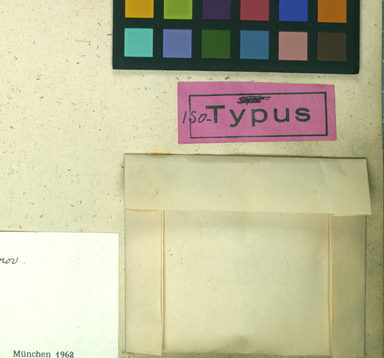 iso-Typus
nov.
München 1962